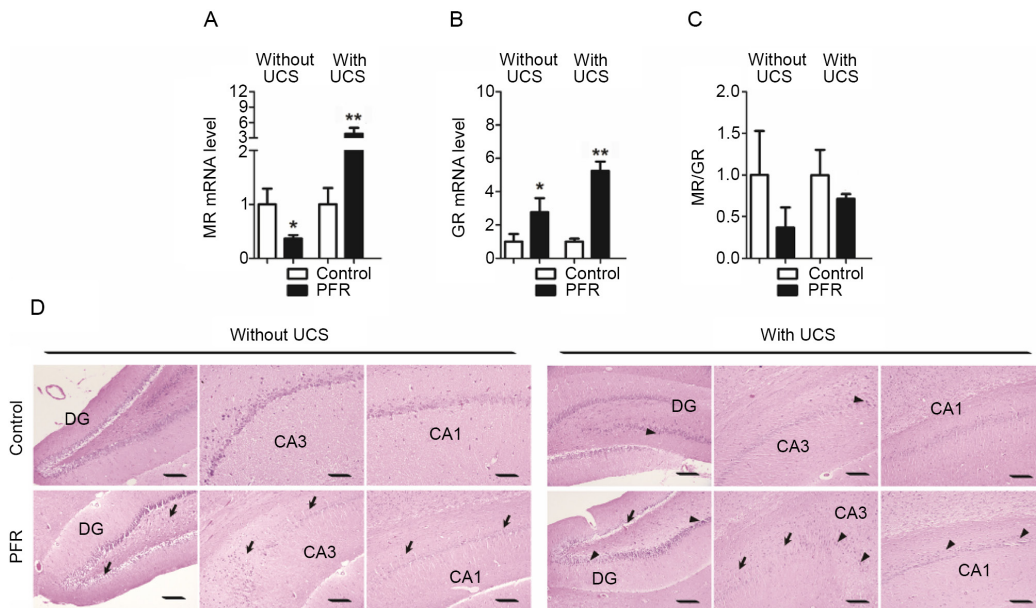 A
B
C
Without UCS
With UCS
Without UCS
With UCS
Without UCS
With UCS
MR mRNA level
12
9
6
3
2
1
0
**
*
Control
PFR
GR mRNA level
10
8
6
4
2
0
*
**
Control
PFR
MR/GR
2.0
1.5
1.0
0.5
0.0
Control
PFR
D
Without UCS
With UCS
Control
DG
CA3
CA1
DG
CA3
CA1
PFR
DG
CA3
CA1
DG
CA3
CA1